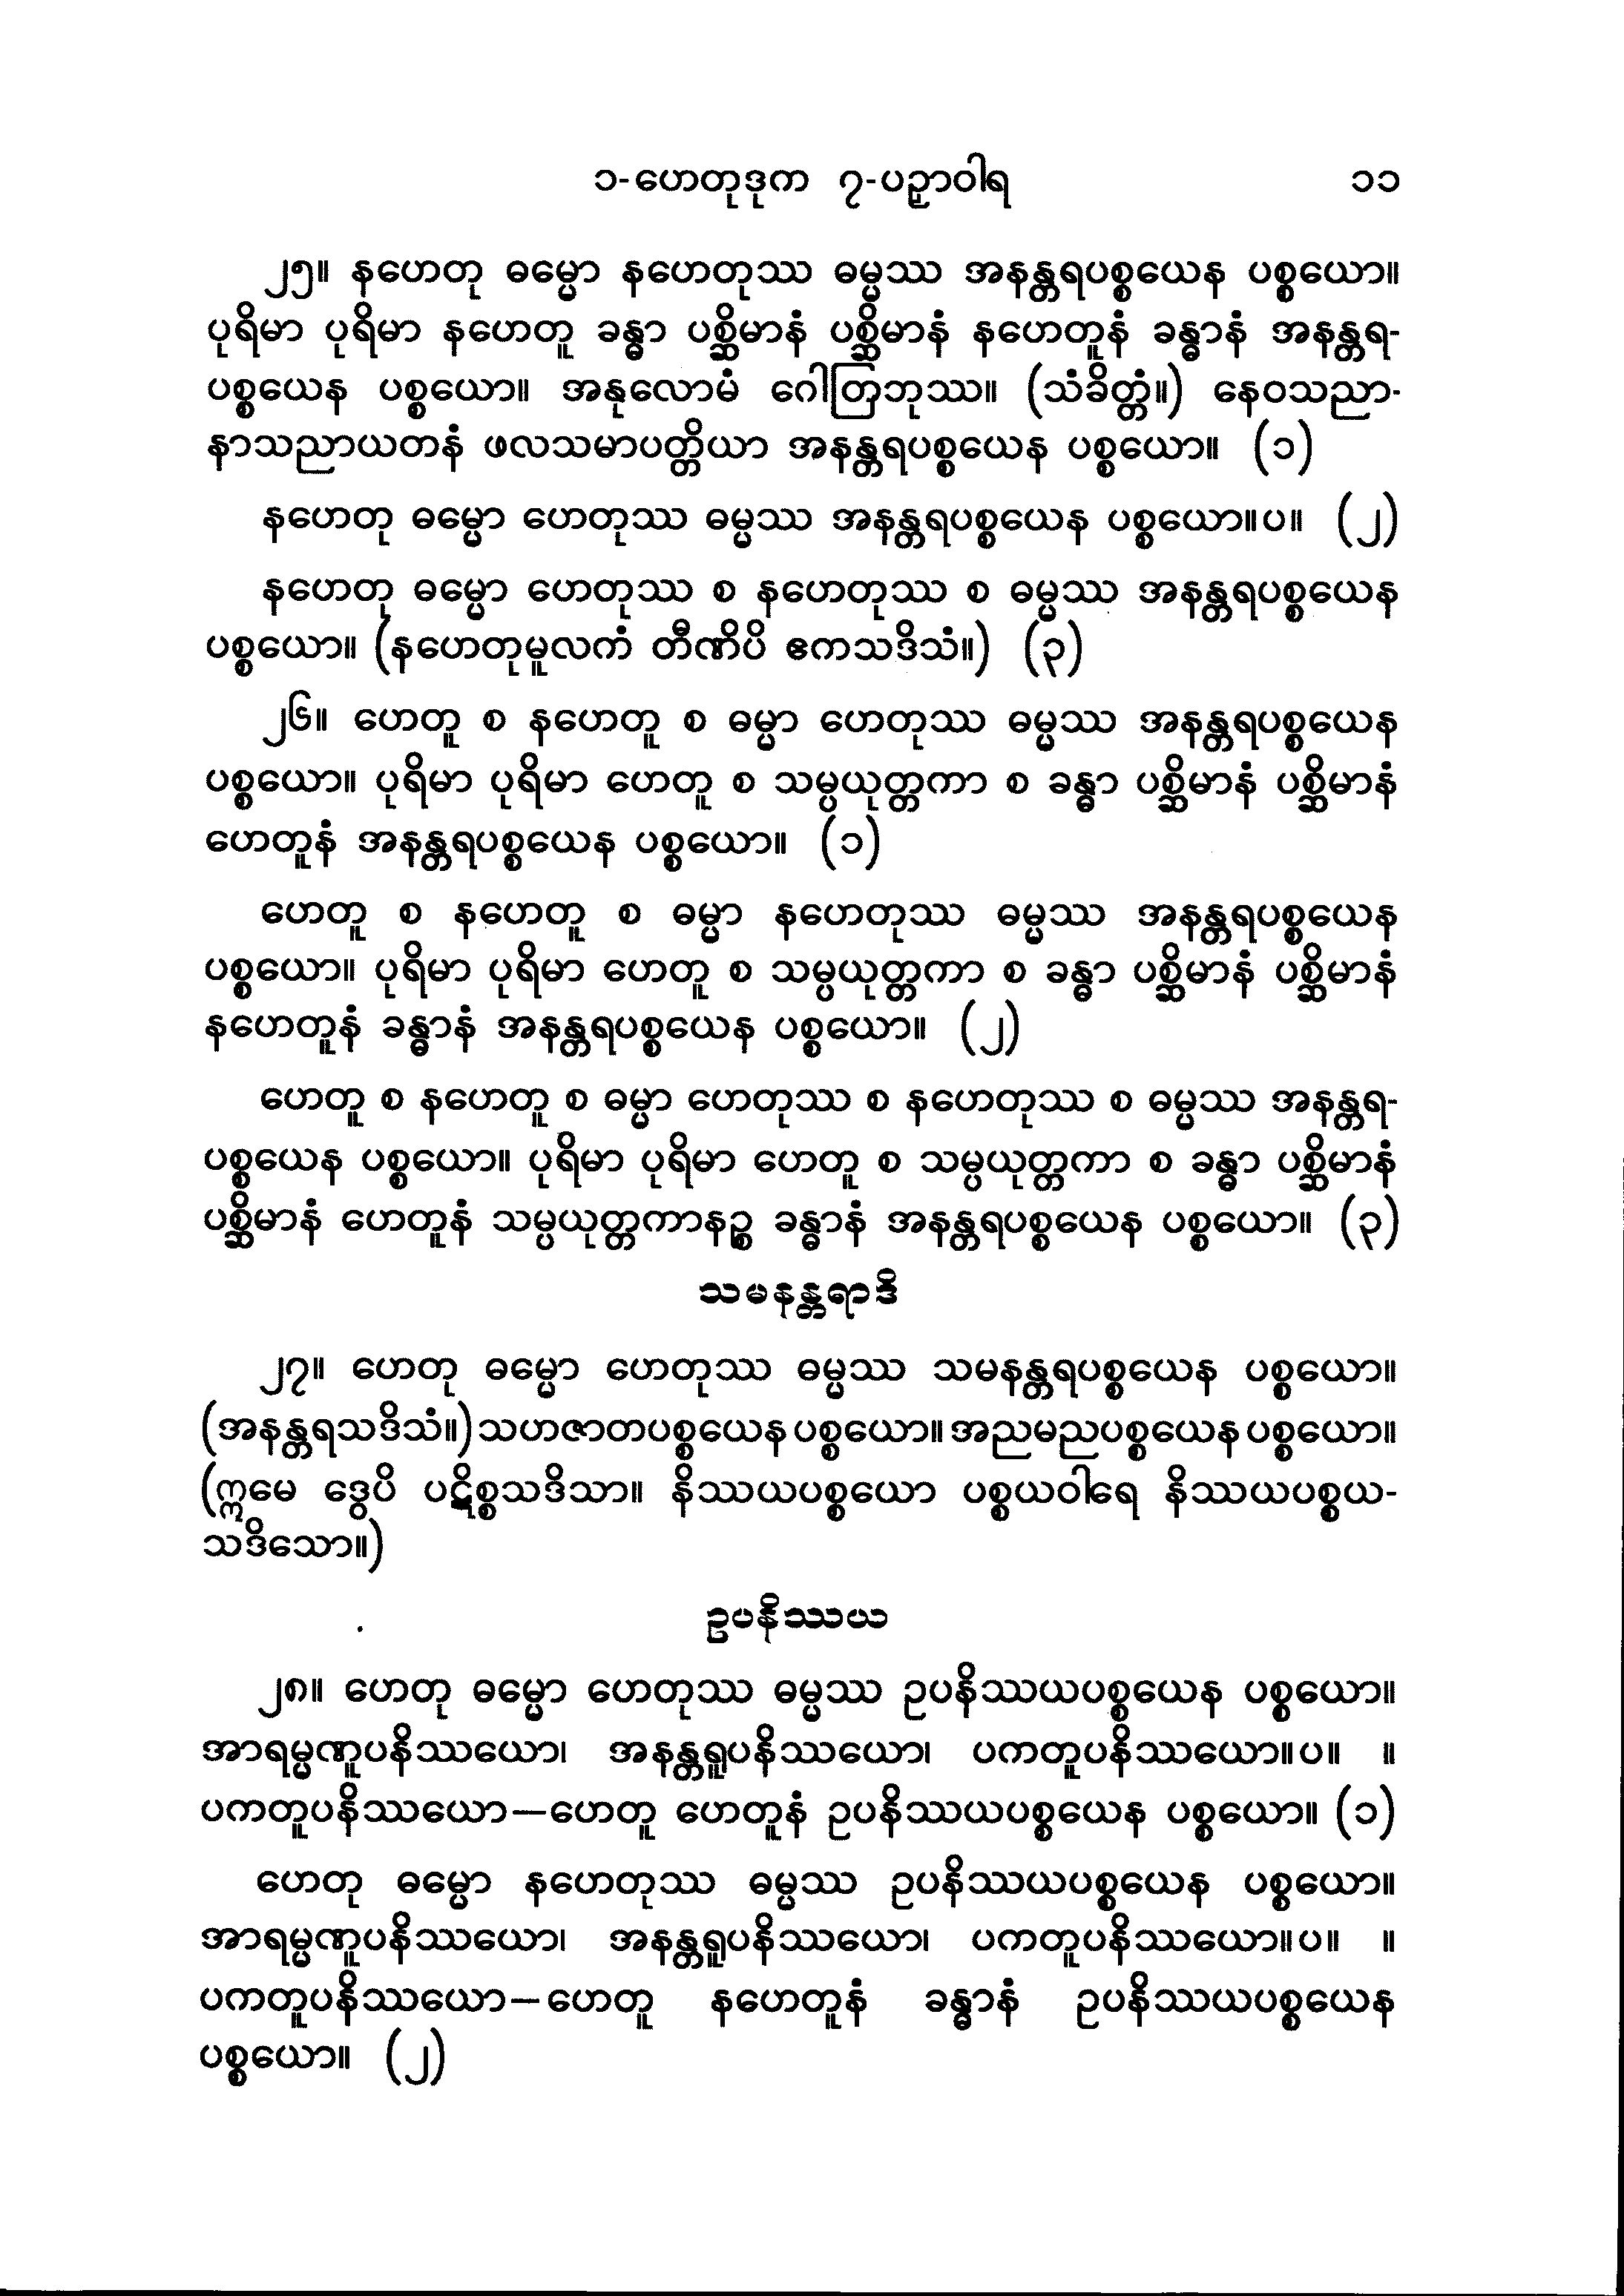 ၁-ဟေတုဒုက ၇-ပဉှာဝါရ ၁၁
၂၅။ နဟေတု ဓမ္မော နဟေတုဿ ဓမ္မဿ အနန္တရပစ္စယေန ပစ္စယော။
ပုရိမာ ပုရိမာ နဟေတူ ခန္ဓာ ပစ္ဆိမာနံ ပစ္ဆိမာနံ နဟေတူနံ ခန္ဓာနံ အနန္တရ-
ပစ္စယေန ပစ္စယော။ အနုလောမံ ဂေါတြဘုဿ။ (သံခိတ္တံ။) နေဝသညာ-
နာသညာယတနံ ဖလသမာပတ္တိယာ အနန္တရပစ္စယေန ပစ္စယော။ (၁)
နဟေတု ဓမ္မော ဟေတုဿ ဓမ္မဿ အနန္တရပစ္စယေန ပစ္စယော။ပ။ (၂)
နဟေတု ဓမ္မော ဟေတုဿ စ နဟေတုဿ စ ဓမ္မဿ အနန္တရပစ္စယေန
ပစ္စယော။ (နဟေတုမူလကံ တီဏိပိ ဧကသဒိသံ။) (၃)
၂၆။ ဟေတူ စ နဟေတူ စ ဓမ္မာ ဟေတုဿ ဓမ္မဿ အနန္တရပစ္စယေန
ပစ္စယော။ ပုရိမာ ပုရိမာ ဟေတူ စ သမ္ပယုတ္တကာ စ ခန္ဓာ ပစ္ဆိမာနံ ပစ္ဆိမာနံ
ဟေတူနံ အနန္တရပစ္စယေန ပစ္စယော။ (၁)
ဟေတူ စ နဟေတူ စ ဓမ္မာ နဟေတုဿ ဓမ္မဿ အနန္တရပစ္စယေန
ပစ္စယော။ ပုရိမာ ပုရိမာ ဟေတူ စ သမ္ပယုတ္တကာ စ ခန္ဓာ ပစ္ဆိမာနံ ပစ္ဆိမာနံ
နဟေတူနံ ခန္ဓာနံ အနန္တရပစ္စယေန ပစ္စယော။ (၂)
ဟေတူ စ နဟေတူ စ ဓမ္မာ ဟေတုဿ စ နဟေတုဿ စ ဓမ္မဿ အနန္တရ-
ပစ္စယေန ပစ္စယော။ ပုရိမာ ပုရိမာ ဟေတူ စ သမ္ပယုတ္တကာ စ ခန္ဓာ ပစ္ဆိမာနံ
ပစ္ဆိမာနံ ဟေတူနံ သမ္ပယုတ္တကာနဉ္စ ခန္ဓာနံ အနန္တရပစ္စယေန ပစ္စယော။ (၃)
သမနန္တရာဒိ
၂၇။ ဟေတု ဓမ္မော ဟေတုဿ ဓမ္မဿ သမနန္တရပစ္စယေန ပစ္စယော။
(အနန္တရသဒိသံ။) သဟဇာတပစ္စယေန ပစ္စယော။ အညမညပစ္စယေန ပစ္စယော။
(ဣမေ ဒွေပိ ပဋိစ္စသဒိသာ။ နိဿယပစ္စယော ပစ္စယဝါရေ နိဿယပစ္စယ-
သဒိသော။)
ဥပနိဿယ
၂၈။ ဟေတု ဓမ္မော ဟေတုဿ ဓမ္မဿ ဥပနိဿယပစ္စယေန ပစ္စယော။
အာရမ္မဏူပနိဿယော၊ အနန္တရူပနိဿယော၊ ပကတူပနိဿယော။ပ။ ။
ပကတူပနိဿယော—ဟေတူ ဟေတူနံ ဥပနိဿယပစ္စယေန ပစ္စယော။ (၁)
ဟေတု ဓမ္မော နဟေတုဿ ဓမ္မဿ ဥပနိဿယပစ္စယေန ပစ္စယော။
အာရမ္မဏူပနိဿယော၊ အနန္တရူပနိဿယော၊ ပကတူပနိဿယော။ပ။ ။
ပကတူပနိဿယော—ဟေတူ နဟေတူနံ ခန္ဓာနံ ဥပနိဿယပစ္စယေန
ပစ္စယော။ (၂)